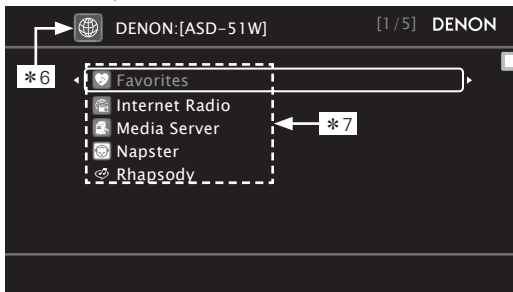 DENON:[ASD-51W] [1/5] DENON
*6
Favorites
Internet Radio
*7
Media Server
Napster
Rhapsody